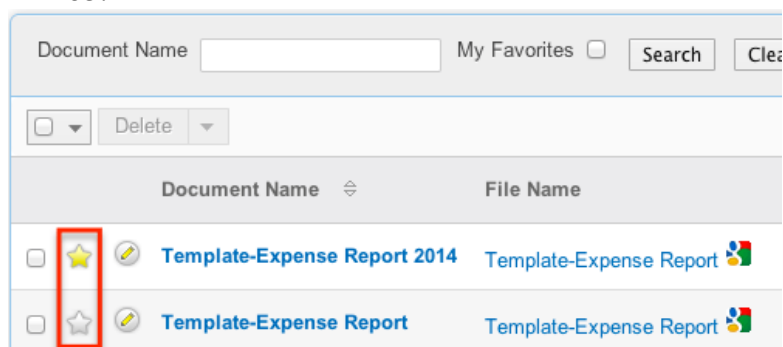 Document Name My Favorites Search
Delete
Document Name File Name
Template-Expense Report 2014 Template-Expense Report
Template-Expense Report Template-Expense Report